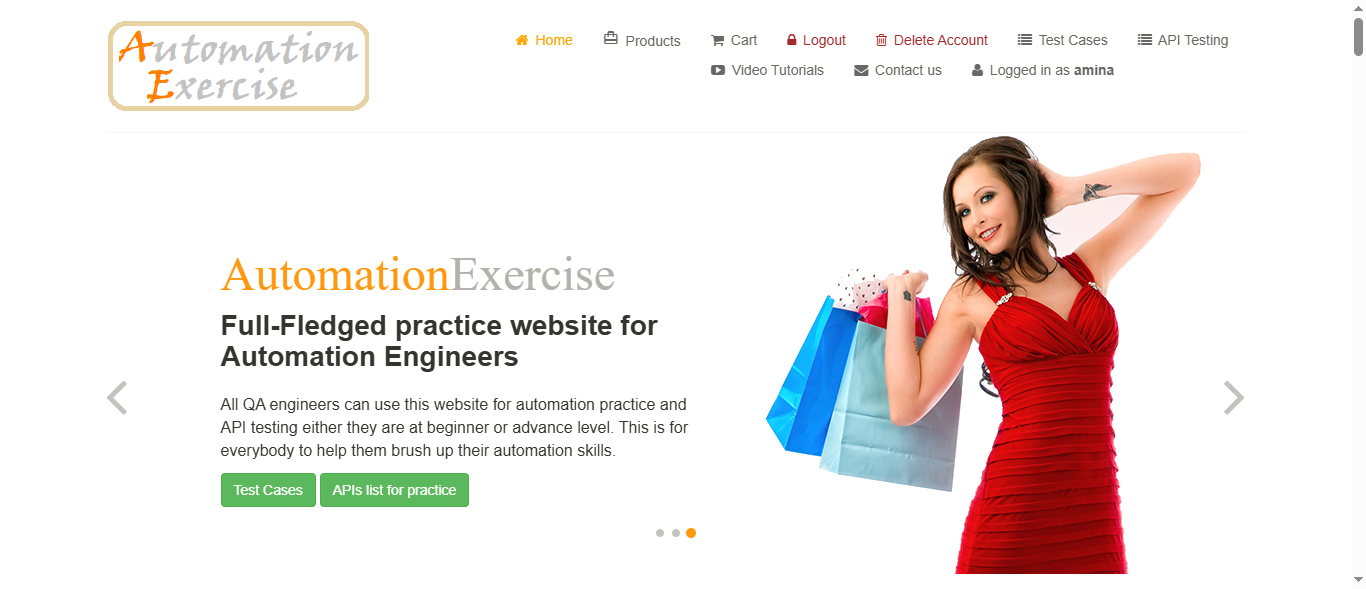 Automation
Exercise
Home Products Cart Logout Delete Account Test Cases API Testing
Video Tutorials Contact us Logged in as amina
AutomationExercise
Full-Fledged practice website for
Automation Engineers
All QA engineers can use this website for automation practice and
API testing either they are at beginner or advance level. This is for
everybody to help them brush up their automation skills.
Test Cases APIs list for practice